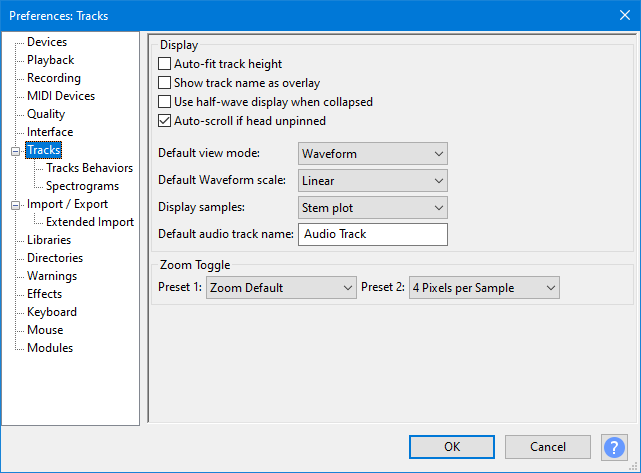 Preferences: Tracks
Devices
Playback
Recording
MIDI Devices
Quality
Interface
Tracks
Tracks Behaviors
Spectrograms
Import / Export
Extended Import
Libraries
Directories
Warnings
Effects
Keyboard
Mouse
Modules
Display
Auto-fit track height
Show track name as overlay
Use half-wave display when collapsed
Auto-scroll if head unpinned
Default view mode: Waveform
Default Waveform scale: Linear
Display samples: Stem plot
Default audio track name: Audio Track
Zoom Toggle
Preset 1: Zoom Default Preset 2: 4 Pixels per Sample
OK Cancel ?